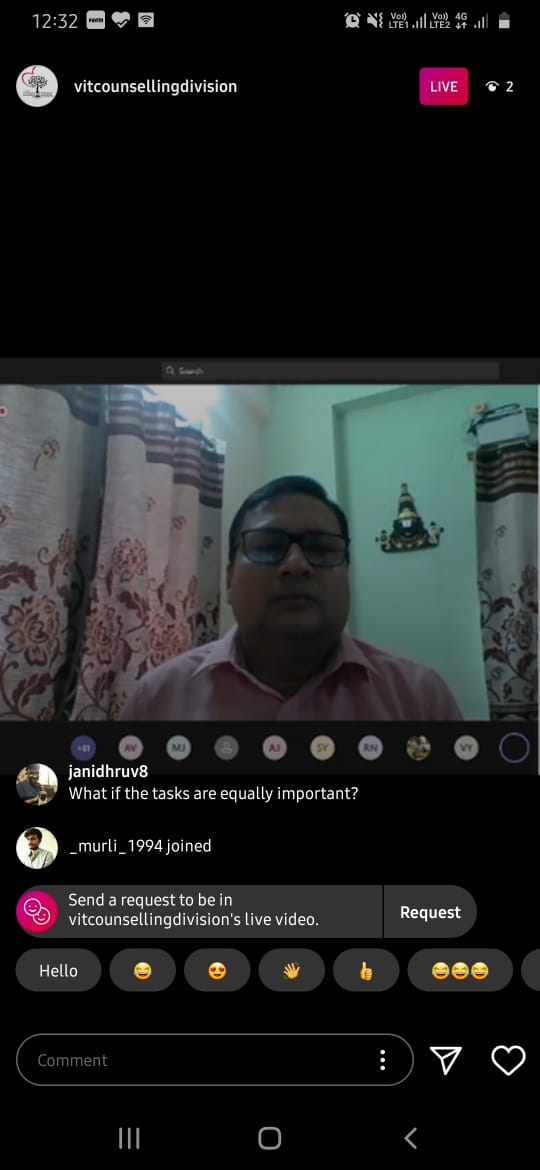 12:32
PAYTM
Vo))
LTE1
Vo))
LTE2
4G
vitcounsellingdivision
LIVE
2
Search
+81
AV
MJ
AJ
SY
RN
VY
janidhruv8
What if the tasks are equally important?
_murli_1994 joined
Send a request to be in
vitcounsellingdivision's live video.
Request
Hello
Comment